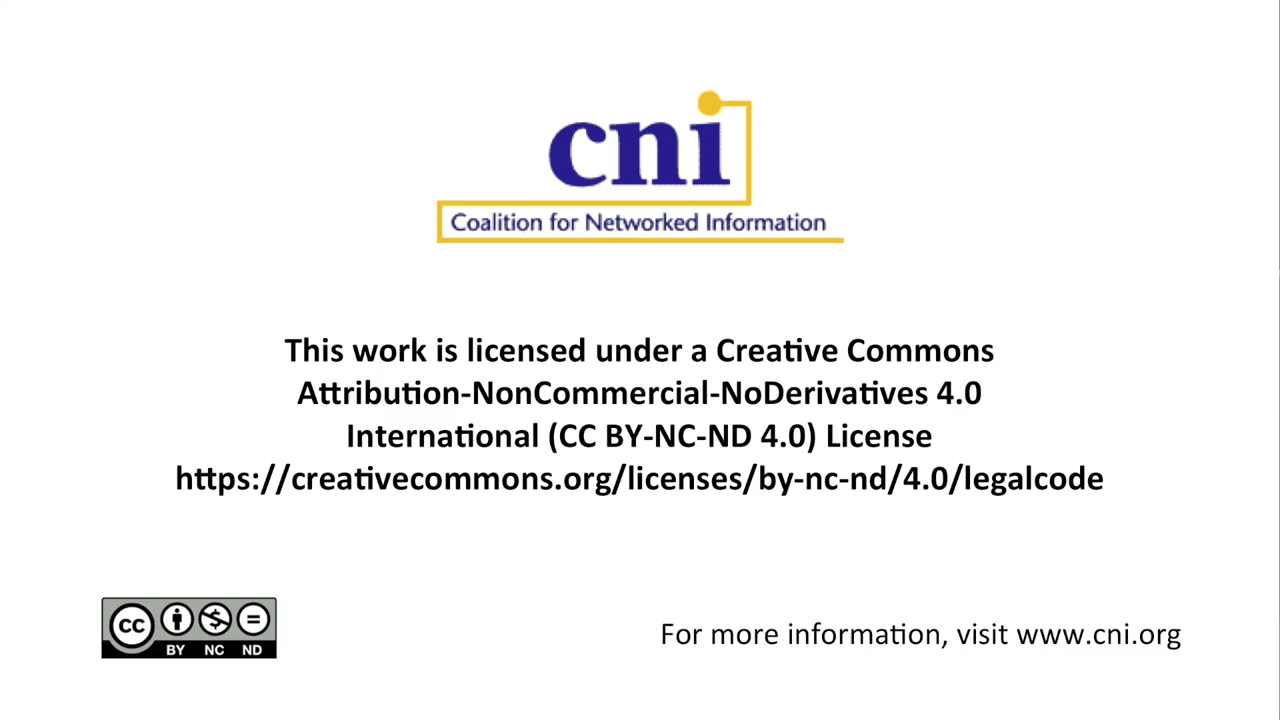 cni
Coalition for Networked Information
This work is licensed under a Creative Commons
Attribution-NonCommercial-NoDerivatives 4.0
International (CC BY-NC-ND 4.0) License
https://creativecommons.org/licenses/by-nc-nd/4.0/legalcode
cc
BY NC ND
For more information, visit www.cni.org